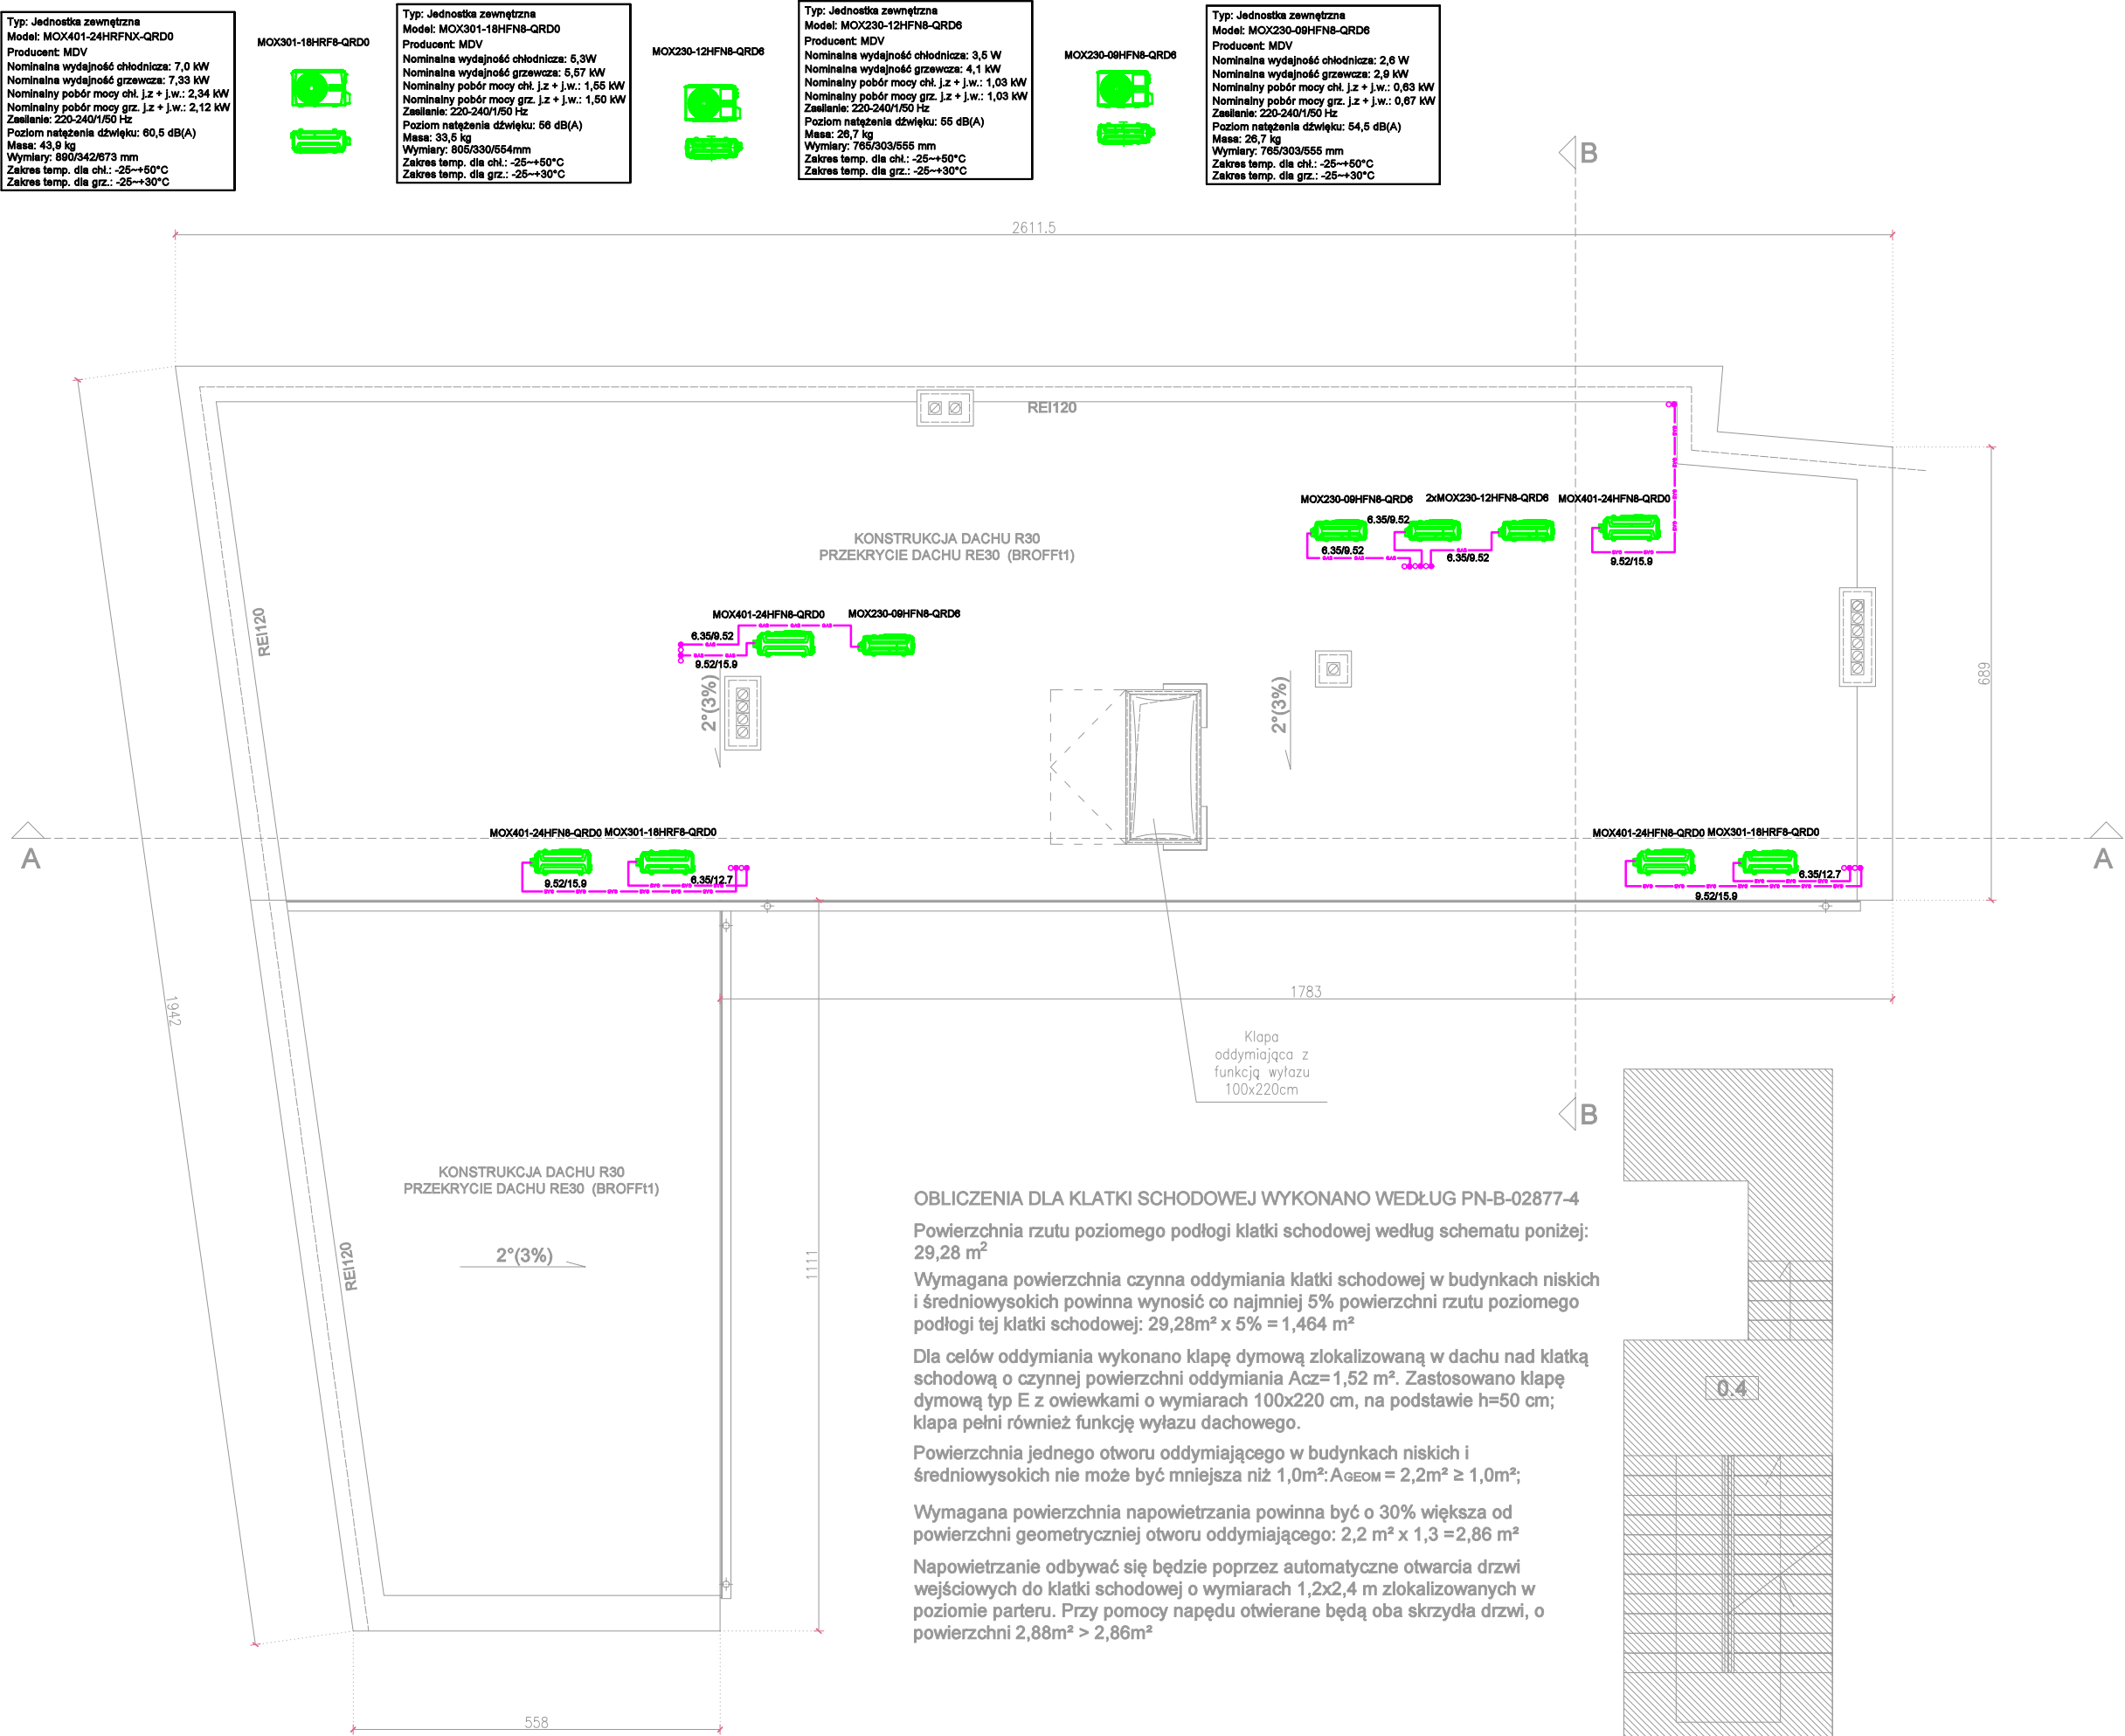 Typ: Jednostka zewnętrzna
Model: MOX401-24HRFNX-QRD0
Producent: MDV
Nominalna wydajność chłodnicza: 7,0 kW
Nominalna wydajność grzewcza: 7,33 kW
Nominalny pobór mocy chł. j.z + j.w.: 2,34 kW
Nominalny pobór mocy grz. j.z + j.w.: 2,12 kW
Zasilanie: 220-240/1/50 Hz
Poziom natężenia dźwięku: 60,5 dB(A)
Masa: 43,9 kg
Wymiary: 890/342/673 mm
Zakres temp. dla chł.: -25~+50°C
Zakres temp. dla grz.: -25~+30°C
MOX301-18HRF8-QRD0
Typ: Jednostka zewnętrzna
Model: MOX301-18HFN8-QRD0
Producent: MDV
Nominalna wydajność chłodnicza: 5,3W
Nominalna wydajność grzewcza: 5,57 kW
Nominalny pobór mocy chł. j.z + j.w.: 1,55 kW
Nominalny pobór mocy grz. j.z + j.w.: 1,50 kW
Zasilanie: 220-240/1/50 Hz
Poziom natężenia dźwięku: 56 dB(A)
Masa: 33,5 kg
Wymiary: 805/330/554mm
Zakres temp. dla chł.: -25~+50°C
Zakres temp. dla grz.: -25~+30°C
MOX230-12HFN8-QRD6
Typ: Jednostka zewnętrzna
Model: MOX230-12HFN8-QRD6
Producent: MDV
Nominalna wydajność chłodnicza: 3,5 W
Nominalna wydajność grzewcza: 4,1 kW
Nominalny pobór mocy chł. j.z + j.w.: 1,03 kW
Nominalny pobór mocy grz. j.z + j.w.: 1,03 kW
Zasilanie: 220-240/1/50 Hz
Poziom natężenia dźwięku: 55 dB(A)
Masa: 26,7 kg
Wymiary: 765/303/555 mm
Zakres temp. dla chł.: -25~+50°C
Zakres temp. dla grz.: -25~+30°C
MOX230-09HFN8-QRD6
Typ: Jednostka zewnętrzna
Model: MOX230-09HFN8-QRD6
Producent: MDV
Nominalna wydajność chłodnicza: 2,6 W
Nominalna wydajność grzewcza: 2,9 kW
Nominalny pobór mocy chł. j.z + j.w.: 0,63 kW
Nominalny pobór mocy grz. j.z + j.w.: 0,67 kW
Zasilanie: 220-240/1/50 Hz
Poziom natężenia dźwięku: 54,5 dB(A)
Masa: 26,7 kg
Wymiary: 765/303/555 mm
Zakres temp. dla chł.: -25~+50°C
Zakres temp. dla grz.: -25~+30°C
B
2611.5
REI120
MOX230-09HFN8-QRD6
2xMOX230-12HFN8-QRD6
MOX401-24HFN8-QRD0
6.35/9.52
6.35/9.52
6.35/9.52
9.52/15.9
KONSTRUKCJA DACHU R30
PRZEKRYCIE DACHU RE30 (BROFFt1)
REI120
MOX401-24HFN8-QRD0
MOX230-09HFN8-QRD6
6.35/9.52
9.52/15.9
2°(3%)
2°(3%)
689
A
MOX401-24HFN8-QRD0 MOX301-18HRF8-QRD0
9.52/15.9
6.35/12.7
MOX401-24HFN8-QRD0 MOX301-18HRF8-QRD0
6.35/12.7
9.52/15.9
A
1942
1783
Klapa
oddymiająca z
funkcją wyłazu
100x220cm
B
KONSTRUKCJA DACHU R30
PRZEKRYCIE DACHU RE30 (BROFFt1)
REI120
2°(3%)
1111
OBLICZENIA DLA KLATKI SCHODOWEJ WYKONANO WEDŁUG PN-B-02877-4
Powierzchnia rzutu poziomego podłogi klatki schodowej według schematu poniżej:
29,28 m²
Wymagana powierzchnia czynna oddymiania klatki schodowej w budynkach niskich
i średniowysokich powinna wynosić co najmniej 5% powierzchni rzutu poziomego
podłogi tej klatki schodowej: 29,28m² x 5% = 1,464 m²
Dla celów oddymiania wykonano klapę dymową zlokalizowaną w dachu nad klatką
schodową o czynnej powierzchni oddymiania Acz=1,52 m². Zastosowano klapę
dymową typ E z owiewkami o wymiarach 100x220 cm, na podstawie h=50 cm;
klapa pełni również funkcję wyłazu dachowego.
Powierzchnia jednego otworu oddymiającego w budynkach niskich i
średniowysokich nie może być mniejsza niż 1,0m²: AGEOM = 2,2m² ≥ 1,0m²;
Wymagana powierzchnia napowietrzania powinna być o 30% większa od
powierzchni geometryczniej otworu oddymiającego: 2,2 m² x 1,3 =2,86 m²
Napowietrzanie odbywać się będzie poprzez automatyczne otwarcia drzwi
wejściowych do klatki schodowej o wymiarach 1,2x2,4 m zlokalizowanych w
poziomie parteru. Przy pomocy napędu otwierane będą oba skrzydła drzwi, o
powierzchni 2,88m² > 2,86m²
0.4
558